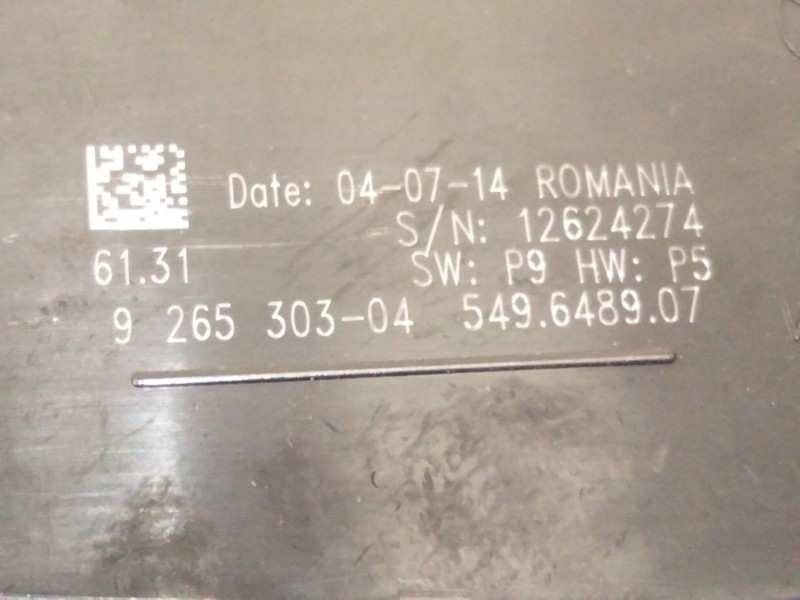 Date: 04-07-14 ROMANIA
S/N: 12624274
61.31 SW: P9 HW: P5
9 265 303-04 549.6489.07